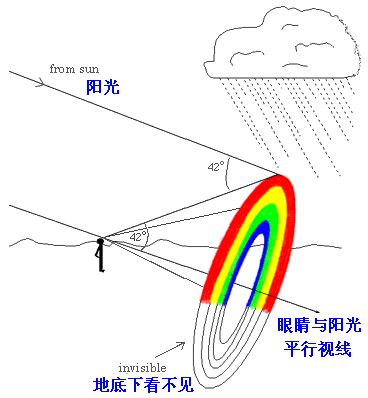 from sun
阳光
42°
42°
眼睛与阳光
平行视线
invisible
地底下看不见